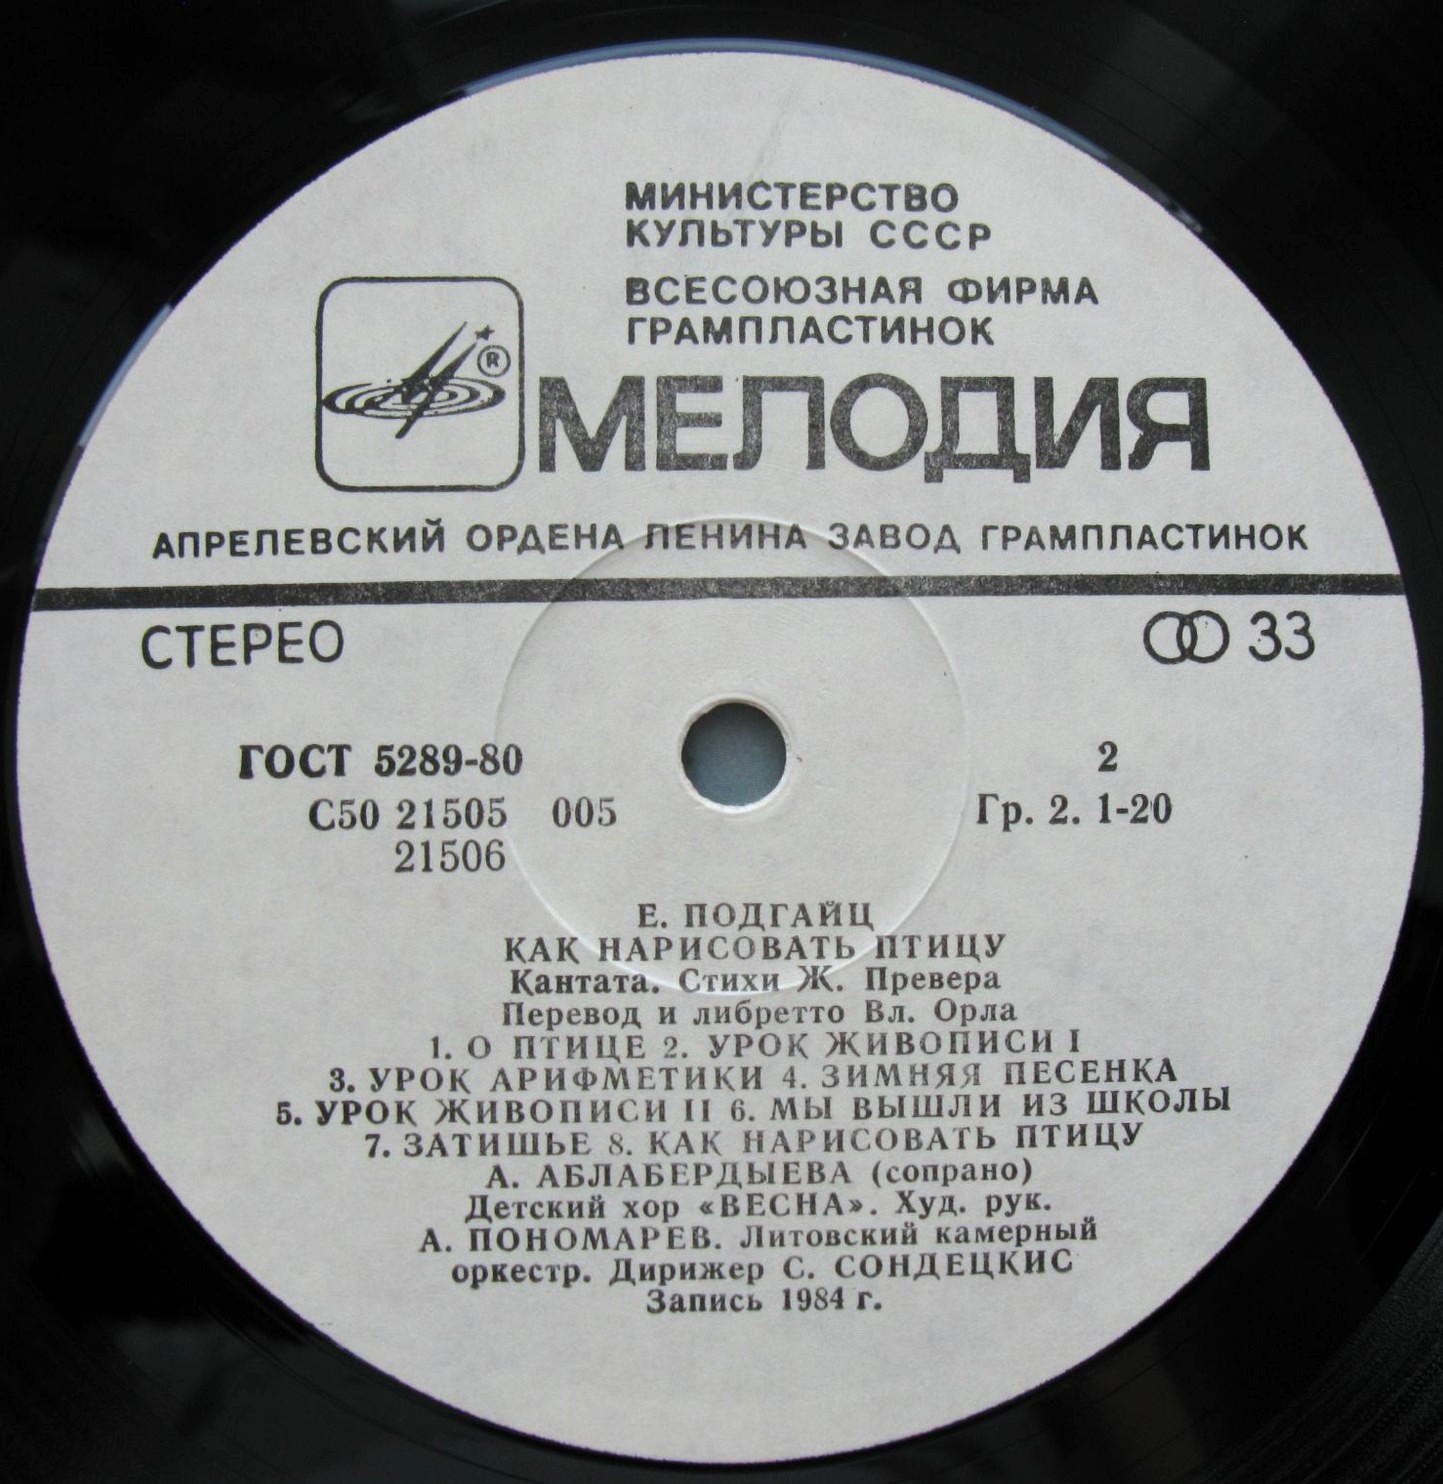 МИНИСТЕРСТВО
КУЛЬТУРЫ СССР
ВСЕСОЮЗНАЯ ФИРМА
ГРАМПЛАСТИНОК
®
МЕЛОДИЯ
АПРЕЛЕВСКИЙ ОРДЕНА ЛЕНИНА ЗАВОД ГРАМПЛАСТИНОК
СТЕРЕО 33
ГОСТ 5289-80 2
С50 21505 005 Гр. 2. 1-20
21506
Е. ПОДГАЙЦ
КАК НАРИСОВАТЬ ПТИЦУ
Кантата. Стихи Ж. Превера
Перевод и либретто Вл. Орла
1. О ПТИЦЕ 2. УРОК ЖИВОПИСИ I
3. УРОК АРИФМЕТИКИ 4. ЗИМНЯЯ ПЕСЕНКА
5. УРОК ЖИВОПИСИ II 6. МЫ ВЫШЛИ ИЗ ШКОЛЫ
7. ЗАТИШЬЕ 8. КАК НАРИСОВАТЬ ПТИЦУ
А. АБЛАБЕРДЫЕВА (сопрано)
Детский хор «ВЕСНА». Худ. рук.
А. ПОНОМАРЕВ. Литовский камерный
оркестр. Дирижер С. СОНДЕЦКИС
Запись 1984 г.